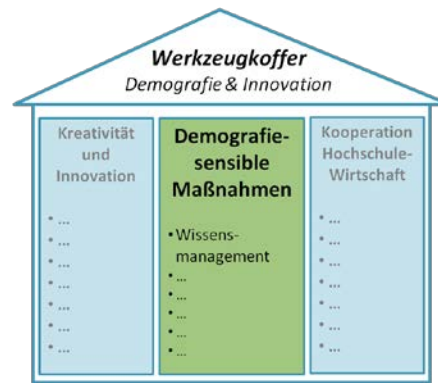 Werkzeugkoffer
Demografie & Innovation
Kreativität
und
Innovation
• ...
• ...
• ...
• ...
• ...
• ...
• ...
Demografie-
sensible
Maßnahmen
• Wissens-
management
• ...
• ...
• ...
• ...
• ...
Kooperation
Hochschule-
Wirtschaft
• ...
• ...
• ...
• ...
• ...
• ...
• ...